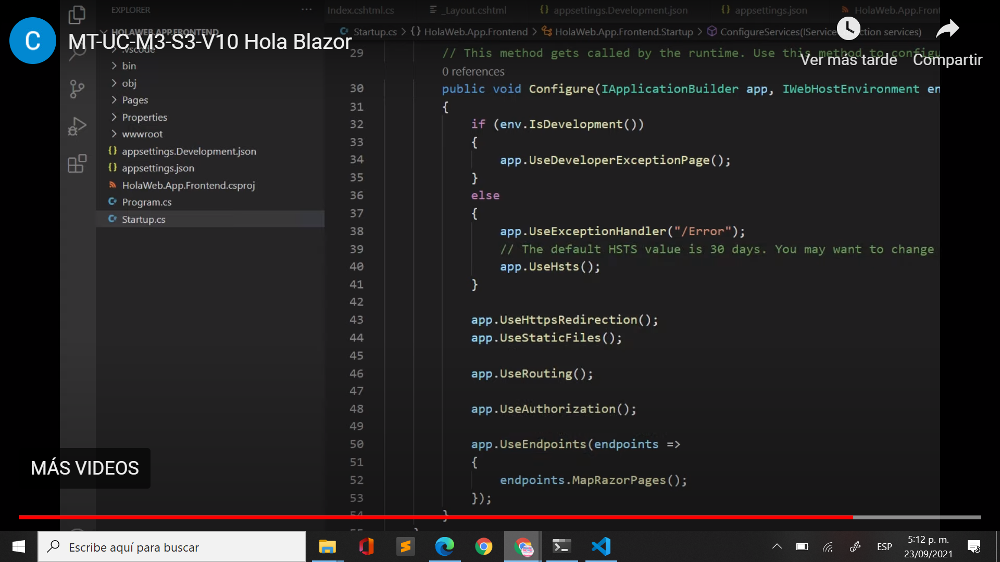 EXPLORER
Index.cshtml.cs
_Layout.cshtml
{} appsettings.Development.json
{} appsettings.json
HolaWeb.App.Front
C
MT-UC-M3-S3-V10 Hola Blazor
HOLAWEB.APP.FRONTEND
Startup.cs > {} HolaWeb.App.Frontend > HolaWeb.App.Frontend.Startup > ConfigureServices(IService services)
Ver más tarde
Compartir
.vscode
bin
obj
Pages
Properties
wwwroot
{} appsettings.Development.json
{} appsettings.json
HolaWeb.App.Frontend.csproj
C# Program.cs
C# Startup.cs
29 // This method gets called by the runtime. Use this method to configu
0 references
30 public void Configure(IApplicationBuilder app, IWebHostEnvironment en
31 {
32 if (env.IsDevelopment())
33 {
34 app.UseDeveloperExceptionPage();
35 }
36 else
37 {
38 app.UseExceptionHandler("/Error");
39 // The default HSTS value is 30 days. You may want to change
40 app.UseHsts();
41 }
42
43 app.UseHttpsRedirection();
44 app.UseStaticFiles();
45
46 app.UseRouting();
47
48 app.UseAuthorization();
49
50 app.UseEndpoints(endpoints =>
51 {
52 endpoints.MapRazorPages();
53 });
54 }
MÁS VIDEOS
Escribe aquí para buscar
ESP
5:12 p. m.
23/09/2021